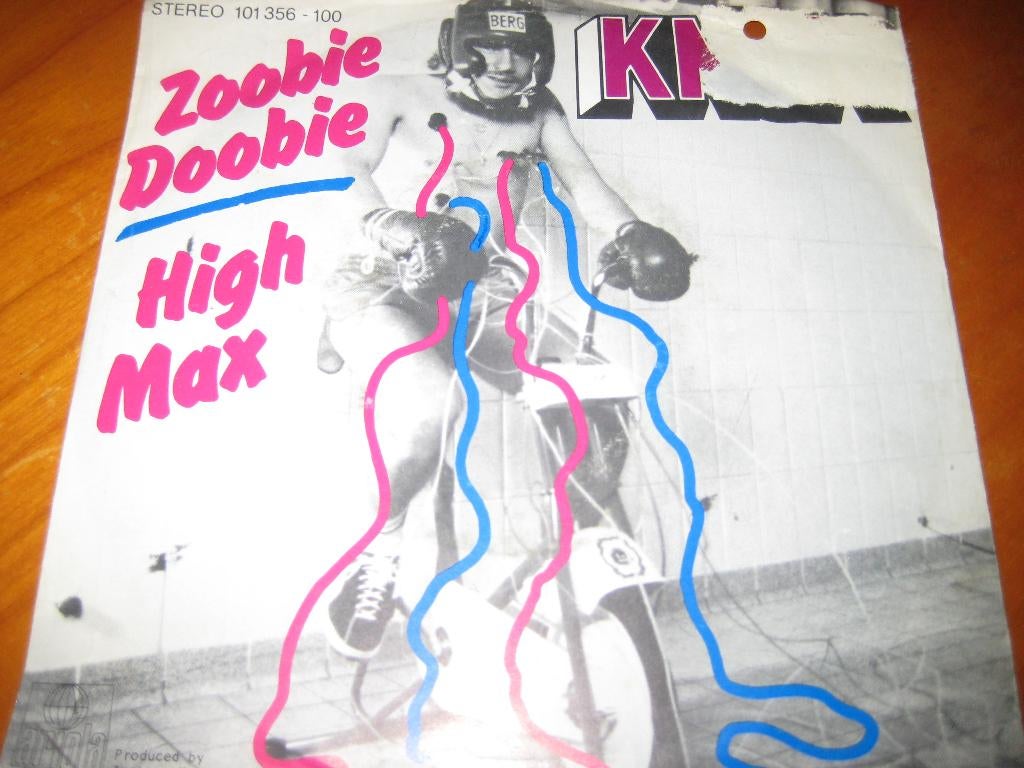 STEREO 101 356 - 100
BERG
Zoobie
Doobie
High
Max
Produced by